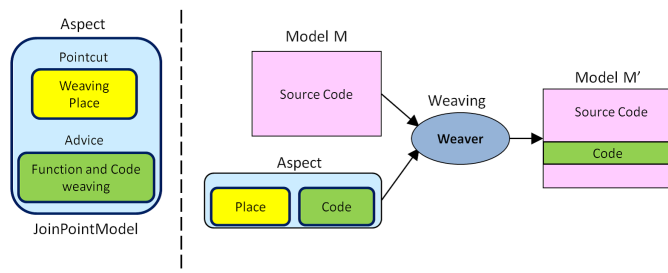 Aspect
Pointcut
Weaving
Place
Advice
Function and Code
weaving
JoinPointModel
Model M
Source Code
Aspect
Place
Code
Weaving
Weaver
Model M’
Source Code
Code